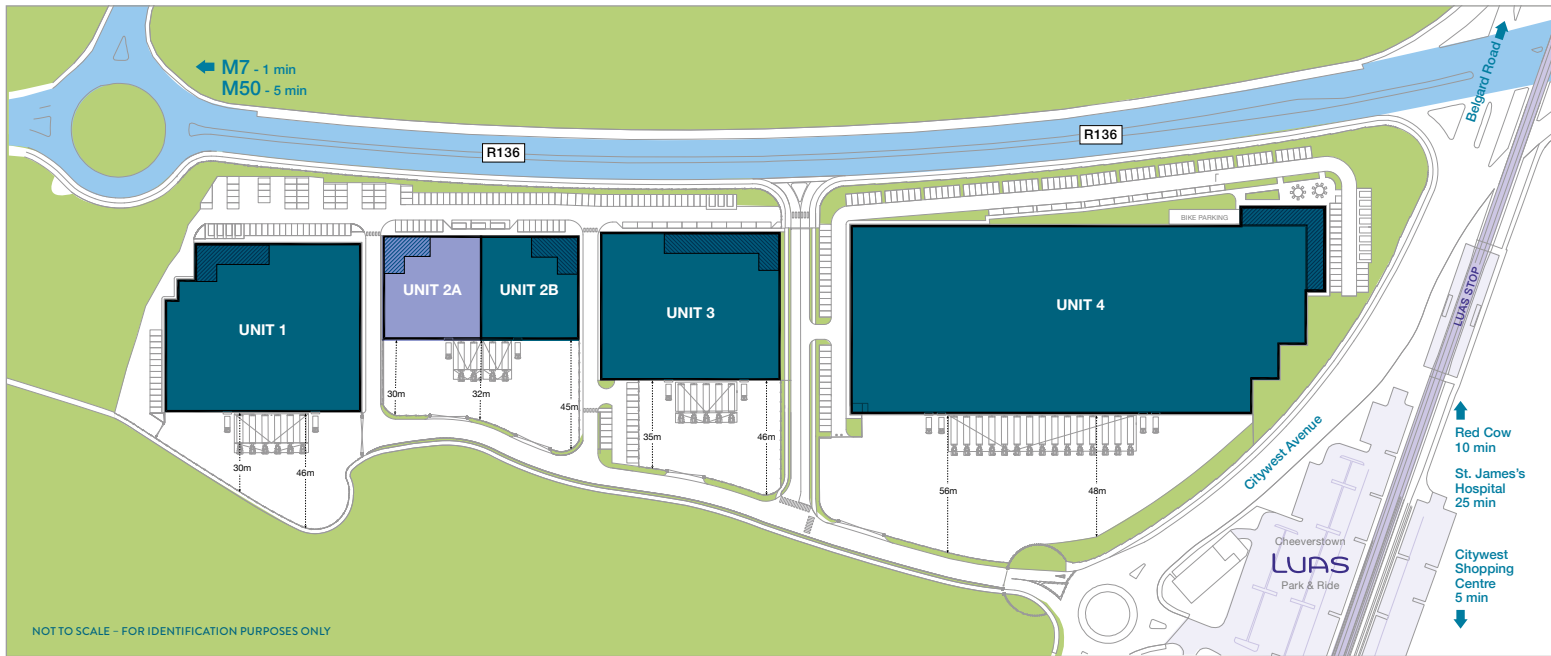 M7 - 1 min
M50 - 5 min
Belgard Road
R136
R136
BIKE PARKING
UNIT 1
UNIT 2A
UNIT 2B
UNIT 3
UNIT 4
LUAS STOP
30m
32m
45m
35m
46m
30m
46m
56m
48m
Citywest Avenue
Red Cow
10 min
St. James's
Hospital
25 min
Cheeverstown
LUAS
Park & Ride
Citywest
Shopping
Centre
5 min
NOT TO SCALE – FOR IDENTIFICATION PURPOSES ONLY